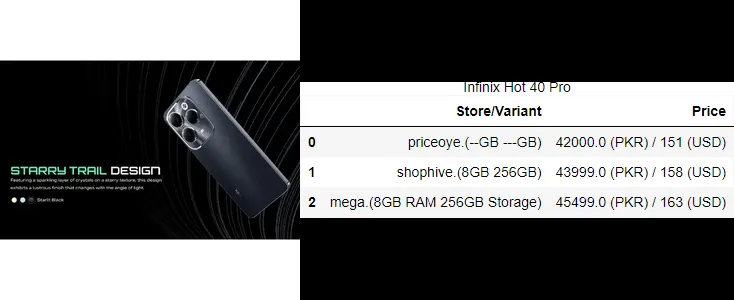 STARRY TRAIL DESIGN
Featuring a sparkling layer of crystals on a starry texture, this design
exhibits a lustrous finish that changes with the angle of light.
Starlit Black
Infinix Hot 40 Pro
Store/Variant Price
0 priceoye.(--GB ---GB) 42000.0 (PKR) / 151 (USD)
1 shophive.(8GB 256GB) 43999.0 (PKR) / 158 (USD)
2 mega.(8GB RAM 256GB Storage) 45499.0 (PKR) / 163 (USD)